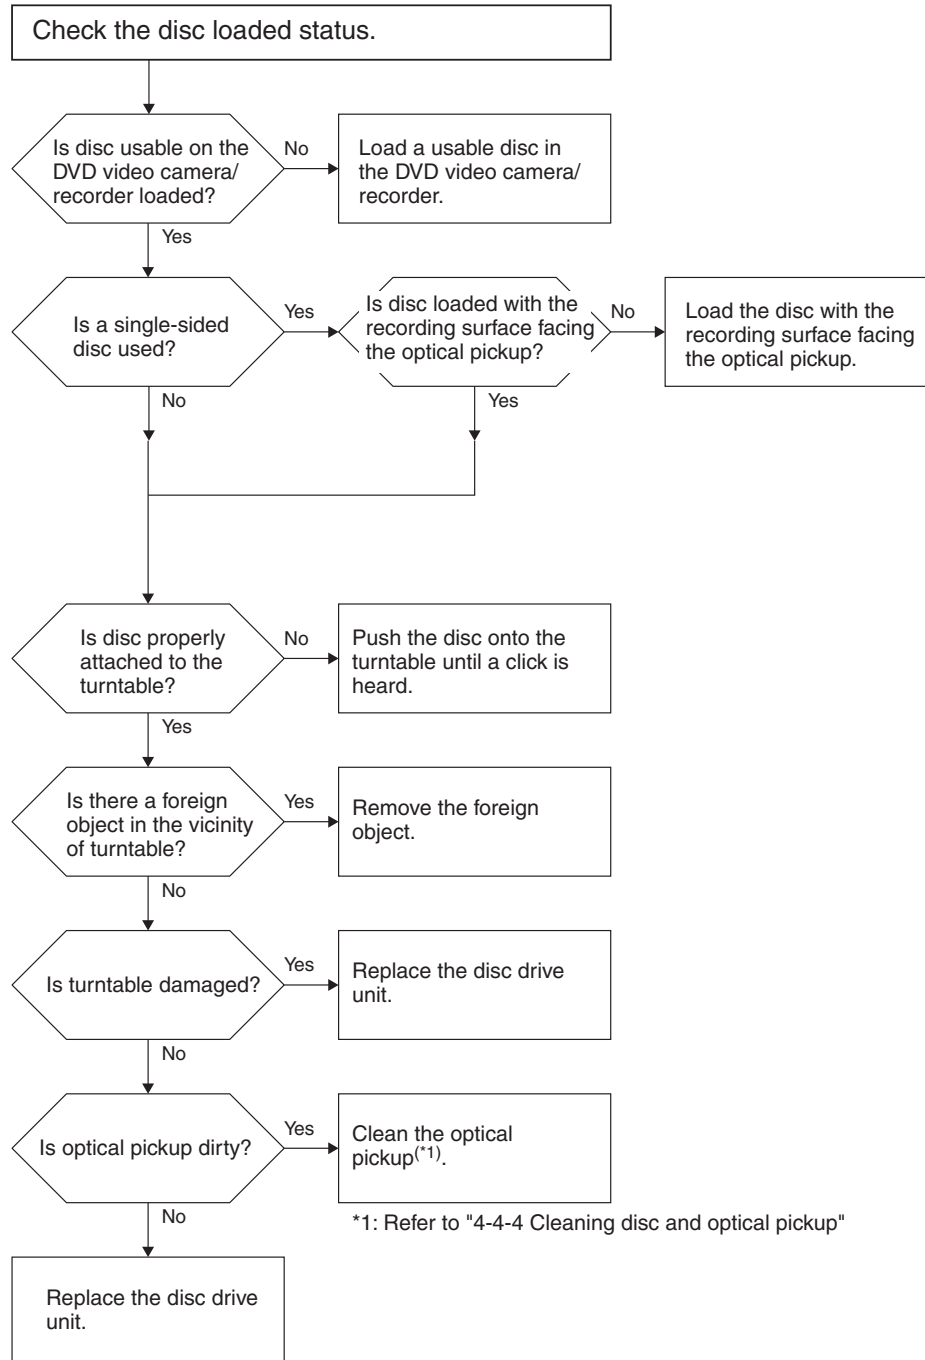 Check the disc loaded status.
Is disc usable on the
DVD video camera/
recorder loaded?
No
Load a usable disc in
the DVD video camera/
recorder.
Yes
Is a single-sided
disc used?
Yes
Is disc loaded with the
recording surface facing
the optical pickup?
No
Load the disc with the
recording surface facing
the optical pickup.
No
Yes
Is disc properly
attached to the
turntable?
No
Push the disc onto the
turntable until a click is
heard.
Yes
Is there a foreign
object in the vicinity
of turntable?
Yes
Remove the foreign
object.
No
Is turntable damaged?
Yes
Replace the disc drive
unit.
No
Is optical pickup dirty?
Yes
Clean the optical
pickup(*1).
No
*1: Refer to "4-4-4 Cleaning disc and optical pickup"
Replace the disc drive
unit.